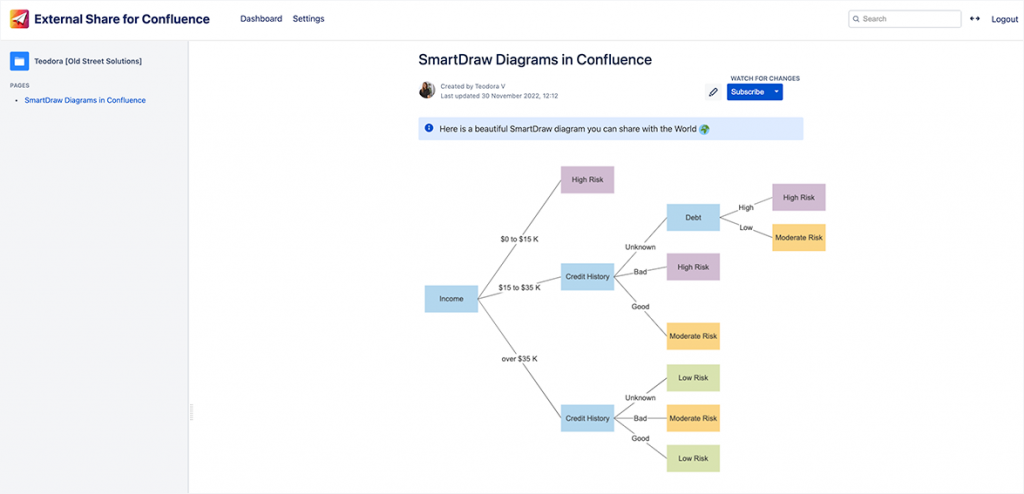 External Share for Confluence
Dashboard
Settings
Search
Logout
Teodora [Old Street Solutions]
PAGES
SmartDraw Diagrams in Confluence
SmartDraw Diagrams in Confluence
Created by Teodora V
Last updated 30 November 2022, 12:12
WATCH FOR CHANGES
Subscribe
Here is a beautiful SmartDraw diagram you can share with the World
High Risk
High Risk
High
Debt
Low
Moderate Risk
$0 to $15 K
Unknown
High Risk
Bad
Credit History
$15 to $35 K
Income
Good
Moderate Risk
over $35 K
Low Risk
Unknown
Credit History
Bad
Moderate Risk
Good
Low Risk